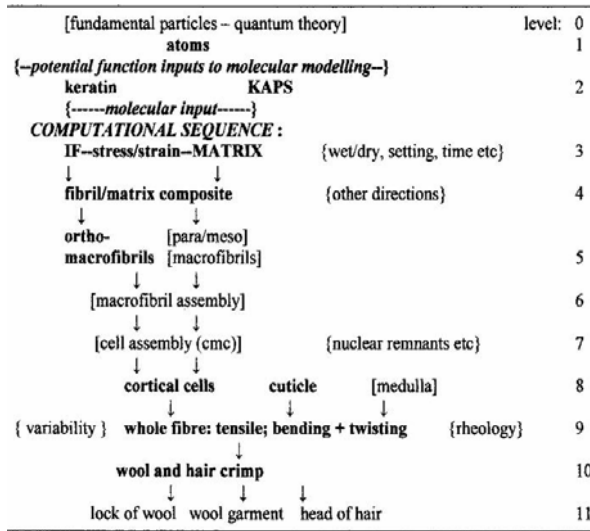 [fundamental particles – quantum theory] level: 0
atoms 1
{--potential function inputs to molecular modelling--}
keratin KAPS 2
{------molecular input------}
COMPUTATIONAL SEQUENCE :
IF--stress/strain--MATRIX {wet/dry, setting, time etc} 3
↓ ↓
fibril/matrix composite {other directions} 4
↓ ↓
ortho- [para/meso]
macrofibrils [macrofibrils] 5
↓ ↓
[macrofibril assembly] 6
↓ ↓
[cell assembly (cmc)] {nuclear remnants etc} 7
↓ ↓
cortical cells cuticle [medulla] 8
↓ ↓ ↓
{ variability } whole fibre: tensile; bending + twisting {rheology} 9
↓
wool and hair crimp 10
↓ ↓ ↓
lock of wool wool garment head of hair 11